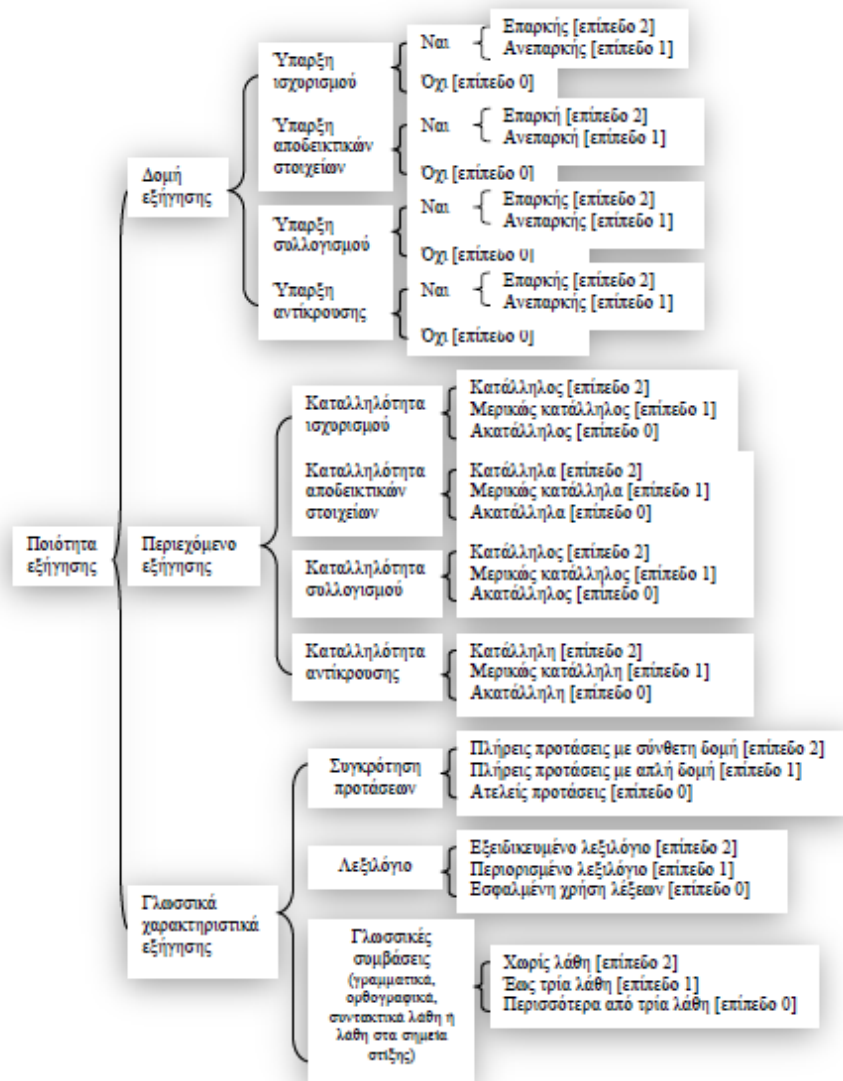 Ποιότητα
εξήγησης
Δομή
εξήγησης
Ύπαρξη
ισχυρισμού
Ναι
Επαρκής [επίπεδο 2]
Ανεπαρκής [επίπεδο 1]
Όχι [επίπεδο 0]
Ύπαρξη
αποδεικτικών
στοιχείων
Ναι
Επαρκή [επίπεδο 2]
Ανεπαρκή [επίπεδο 1]
Όχι [επίπεδο 0]
Ύπαρξη
συλλογισμού
Ναι
Επαρκής [επίπεδο 2]
Ανεπαρκής [επίπεδο 1]
Όχι [επίπεδο 0]
Ύπαρξη
αντίκρουσης
Ναι
Επαρκής [επίπεδο 2]
Ανεπαρκής [επίπεδο 1]
Όχι [επίπεδο 0]
Περιεχόμενο
εξήγησης
Καταλληλότητα
ισχυρισμού
Κατάλληλος [επίπεδο 2]
Μερικώς κατάλληλος [επίπεδο 1]
Ακατάλληλος [επίπεδο 0]
Καταλληλότητα
αποδεικτικών
στοιχείων
Κατάλληλα [επίπεδο 2]
Μερικώς κατάλληλα [επίπεδο 1]
Ακατάλληλα [επίπεδο 0]
Καταλληλότητα
συλλογισμού
Κατάλληλος [επίπεδο 2]
Μερικώς κατάλληλος [επίπεδο 1]
Ακατάλληλος [επίπεδο 0]
Καταλληλότητα
αντίκρουσης
Κατάλληλη [επίπεδο 2]
Μερικώς κατάλληλη [επίπεδο 1]
Ακατάλληλη [επίπεδο 0]
Γλωσσικά
χαρακτηριστικά
εξήγησης
Συγκρότηση
προτάσεων
Πλήρεις προτάσεις με σύνθετη δομή [επίπεδο 2]
Πλήρεις προτάσεις με απλή δομή [επίπεδο 1]
Ατελείς προτάσεις [επίπεδο 0]
Λεξιλόγιο
Εξειδικευμένο λεξιλόγιο [επίπεδο 2]
Περιορισμένο λεξιλόγιο [επίπεδο 1]
Εσφαλμένη χρήση λέξεων [επίπεδο 0]
Γλωσσικές
συμβάσεις
(γραμματικά,
ορθογραφικά,
συντακτικά λάθη ή
λάθη στα σημεία
στίξης)
Χωρίς λάθη [επίπεδο 2]
Έως τρία λάθη [επίπεδο 1]
Περισσότερα από τρία λάθη [επίπεδο 0]